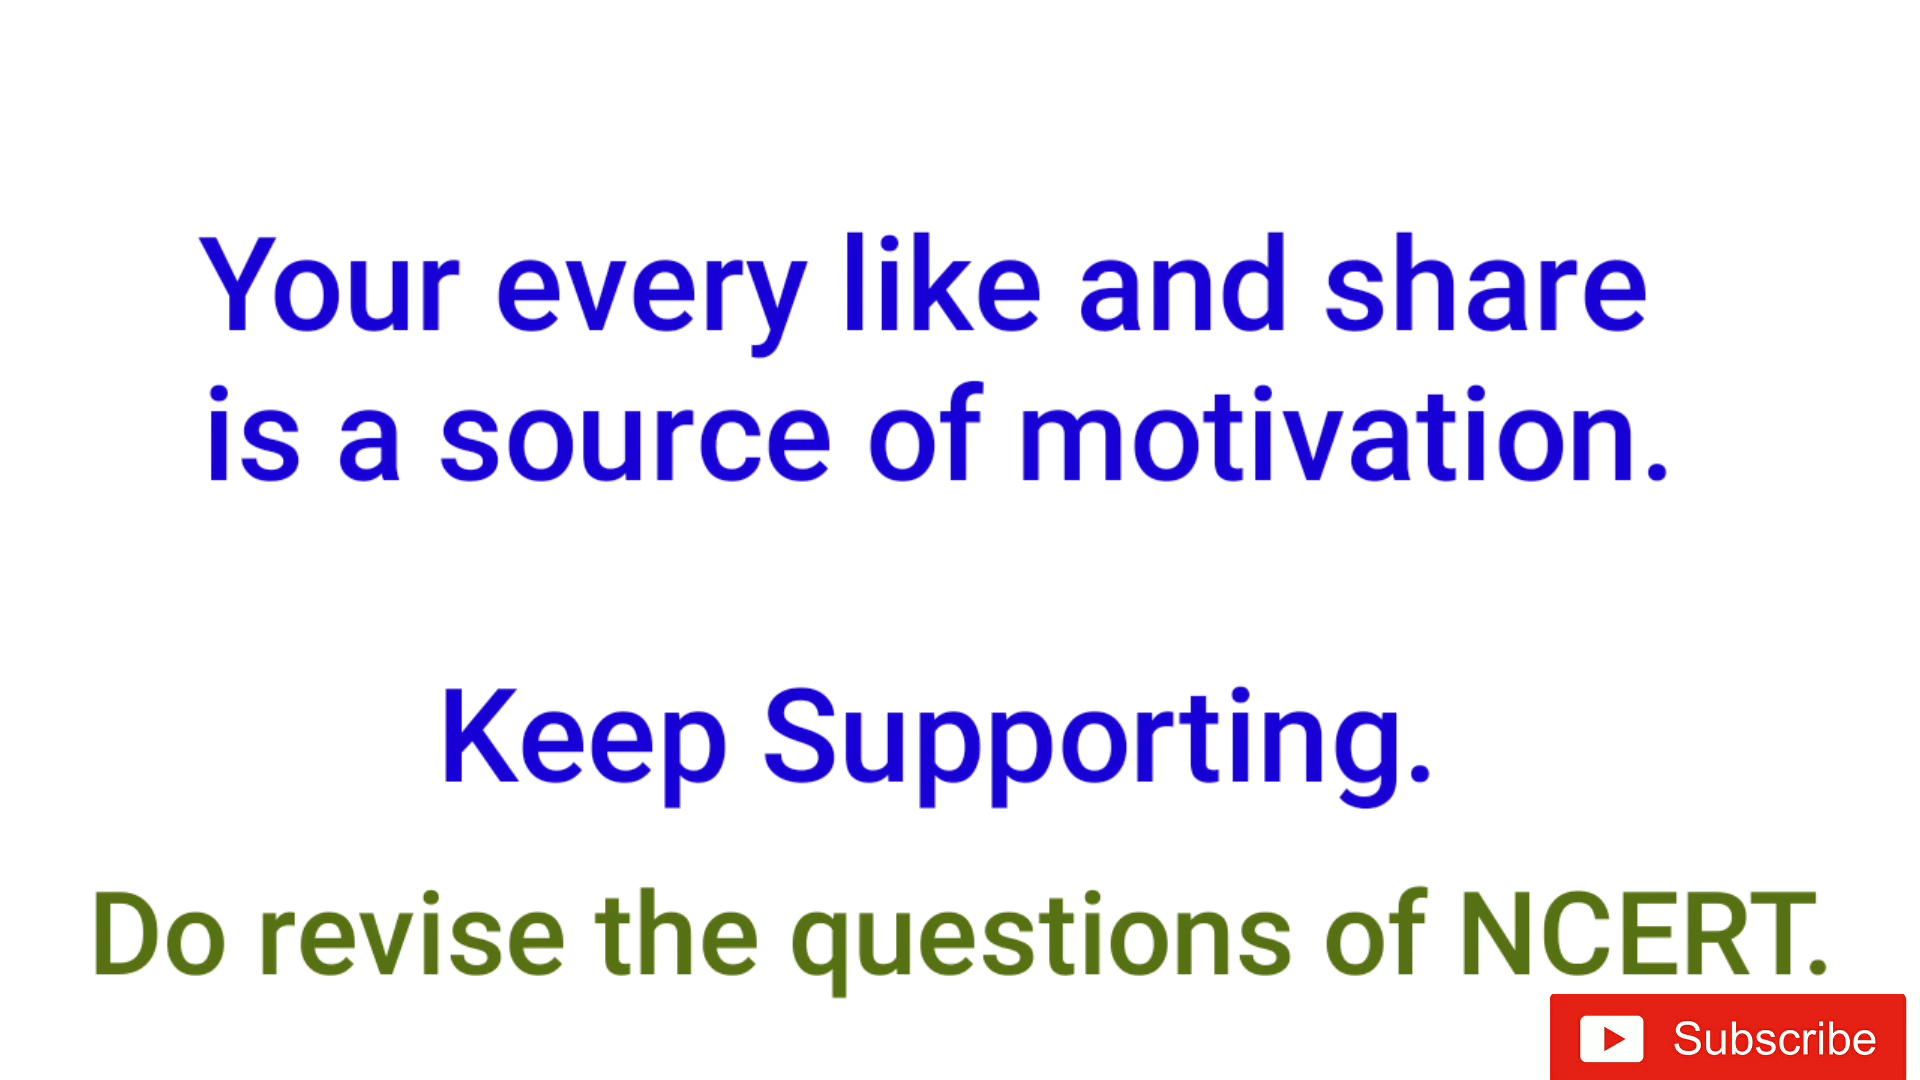 Your every like and share
is a source of motivation.
Keep Supporting.
Do revise the questions of NCERT.
Subscribe